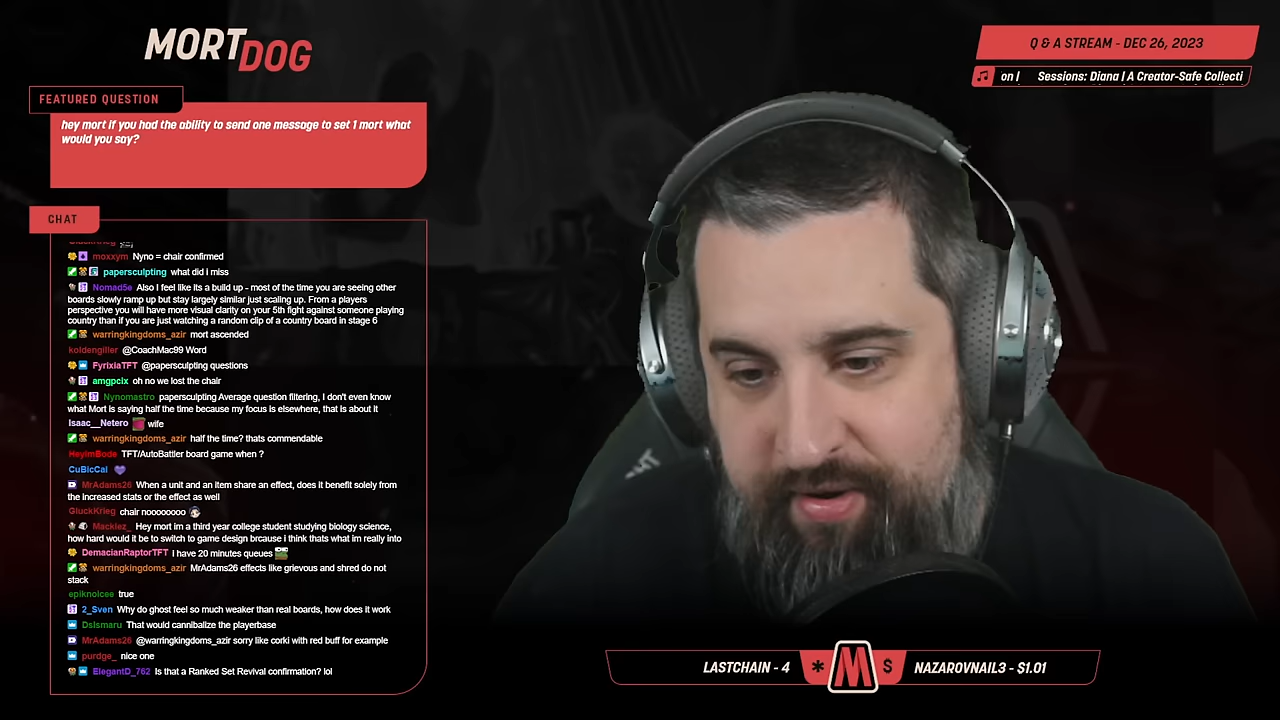 MORTDOG
Q & A STREAM - DEC 26, 2023
on | Sessions: Diana | A Creator-Safe Collecti
FEATURED QUESTION
hey mort if you had the ability to send one message to set 1 mort what
would you say?
CHAT
moxxym Nyno = chair confirmed
papersculpting what did i miss
Nomad5e Also I feel like its a build up - most of the time you are seeing other
boards slowly ramp up but stay largely similar just scaling up. From a players
perspective you will have more visual clarity on your 5th fight against someone playing
country than if you are just watching a random clip of a country board in stage 6
warringkingdoms_azir mort ascended
koldengiller @CoachMac99 Word
FyrixiaTFT @papersculpting questions
amgpcix oh no we lost the chair
Nynomastro papersculpting Average question filtering, I don't even know
what Mort is saying half the time because my focus is elsewhere, that is about it
Isaac__Netero wife
warringkingdoms_azir half the time? thats commendable
HeyimBode TFT/AutoBattler board game when ?
CuBicCal
MrAdams26 When a unit and an item share an effect, does it benefit solely from
the increased stats or the effect as well
GluckKrieg chair noooooooo
Mackiez_ Hey mort im a third year college student studying biology science,
how hard would it be to switch to game design brcause i think thats what im really into
DemacianRaptorTFT I have 20 minutes queues
warringkingdoms_azir MrAdams26 effects like grievous and shred do not
stack
epiknoicee true
2_Sven Why do ghost feel so much weaker than real boards, how does it work
Dsismaru That would cannibalize the playerbase
MrAdams26 @warringkingdoms_azir sorry like corki with red buff for example
purdge_ nice one
ElegantD_762 Is that a Ranked Set Revival confirmation? lol
LASTCHAIN - 4 * M $ NAZAROVNAIL3 - $1.01